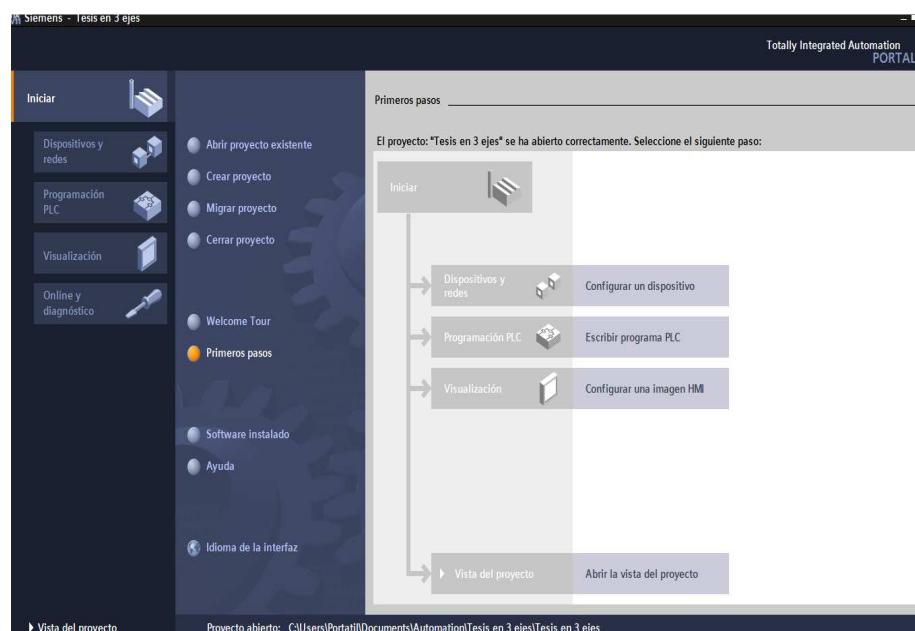 Siemens - Tesis en 3 ejes
Totally Integrated Automation
PORTAL
Iniciar
Dispositivos y
redes
Programación
PLC
Visualización
Online y
diagnóstico
Abrir proyecto existente
Crear proyecto
Migrar proyecto
Cerrar proyecto
Welcome Tour
Primeros pasos
Software instalado
Ayuda
Idioma de la interfaz
Primeros pasos
El proyecto: "Tesis en 3 ejes" se ha abierto correctamente. Seleccione el siguiente paso:
Iniciar
Dispositivos y
redes
Configurar un dispositivo
Programación PLC
Escribir programa PLC
Visualización
Configurar una imagen HMI
Vista del proyecto
Abrir la vista del proyecto
Vista del proyecto
Proyecto abierto: C:\Users\Portatil\Documents\Automation\Tesis en 3 ejes\Tesis en 3 ejes